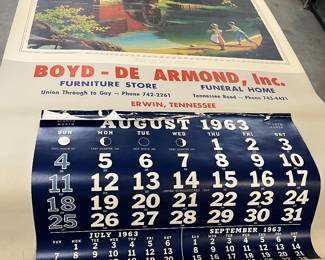 BOYD - DE ARMOND, Inc.
FURNITURE STORE FUNERAL HOME
Union Through to Gay -- Phone 742-2261 Tennessee Road -- Phone 743-4421
ERWIN, TENNESSEE
AUGUST 1963
SUN MON TUE WED THU FRI SAT
1 2 3
4 5 6 7 8 9 10
11 12 13 14 15 16 17
18 19 20 21 22 23 24
25 26 27 28 29 30 31
JULY 1963 SEPTEMBER 1963